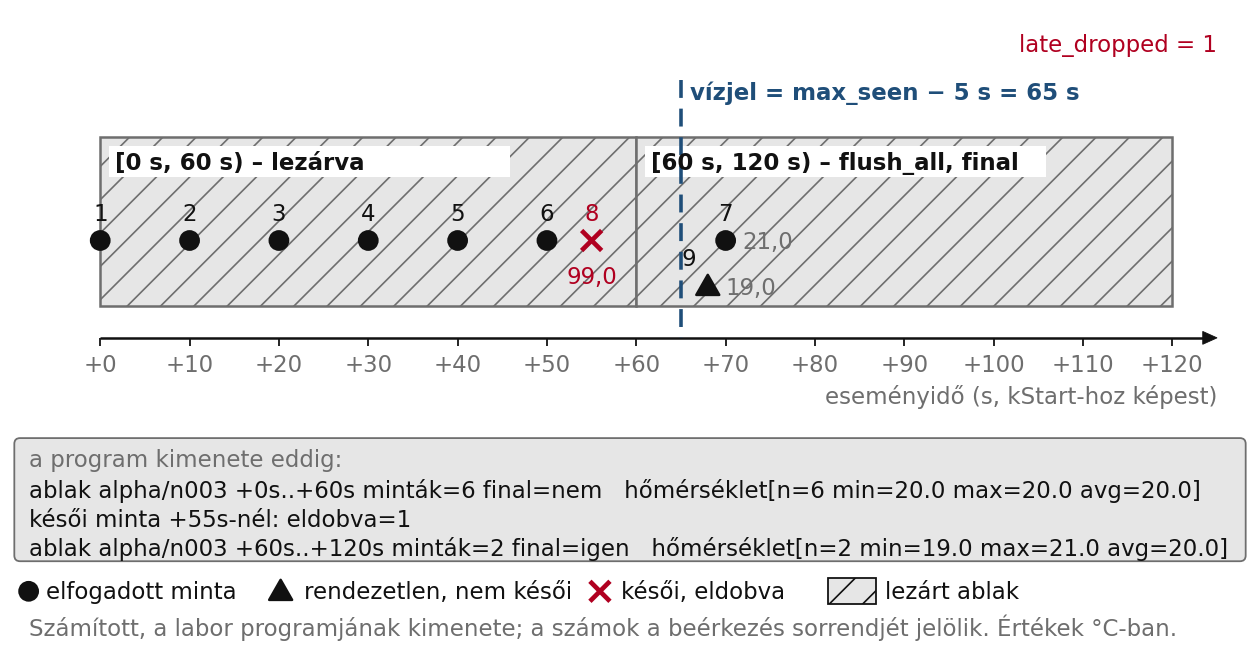 late_dropped = 1
vízjel = max_seen − 5 s = 65 s
[0 s, 60 s) – lezárva
[60 s, 120 s) – flush_all, final
1 2 3 4 5 6 8 7
21,0
9
99,0
19,0
+0 +10 +20 +30 +40 +50 +60 +70 +80 +90 +100 +110 +120
eseményidő (s, kStart-hoz képest)
a program kimenete eddig:
ablak alpha/n003 +0s..+60s minták=6 final=nem hőmérséklet[n=6 min=20.0 max=20.0 avg=20.0]
késői minta +55s-nél: eldobva=1
ablak alpha/n003 +60s..+120s minták=2 final=igen hőmérséklet[n=2 min=19.0 max=21.0 avg=20.0]
elfogadott minta rendezetlen, nem késői késői, eldobva lezárt ablak
Számított, a labor programjának kimenete; a számok a beérkezés sorrendjét jelölik. Értékek °C-ban.